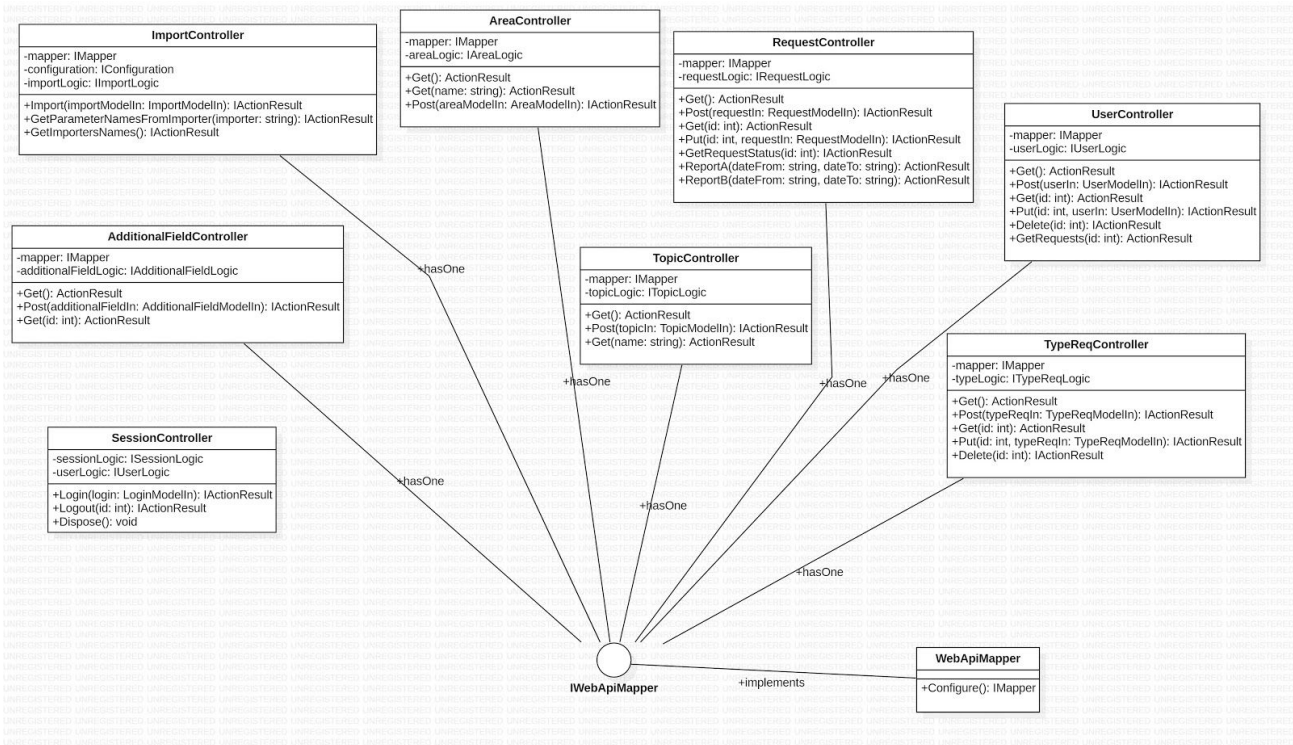 ImportController
-mapper: IMapper
-configuration: IConfiguration
-importLogic: IImportLogic
+Import(importModelIn: ImportModelIn): IActionResult
+GetParameterNamesFromImporter(importer: string): IActionResult
+GetImportersNames(): IActionResult
AreaController
-mapper: IMapper
-areaLogic: IAreaLogic
+Get(): ActionResult
+Get(name: string): ActionResult
+Post(areaModelIn: AreaModelIn): IActionResult
RequestController
-mapper: IMapper
-requestLogic: IRequestLogic
+Get(): ActionResult
+Post(requestIn: RequestModelIn): IActionResult
+Get(id: int): ActionResult
+Put(id: int, requestIn: RequestModelIn): IActionResult
+GetRequestStatus(id: int): IActionResult
+ReportA(dateFrom: string, dateTo: string): ActionResult
+ReportB(dateFrom: string, dateTo: string): ActionResult
UserController
-mapper: IMapper
-userLogic: IUserLogic
+Get(): ActionResult
+Post(userIn: UserModelIn): IActionResult
+Get(id: int): ActionResult
+Put(id: int, userIn: UserModelIn): IActionResult
+Delete(id: int): IActionResult
+GetRequests(id: int): ActionResult
AdditionalFieldController
-mapper: IMapper
-additionalFieldLogic: IAdditionalFieldLogic
+Get(): ActionResult
+Post(additionalFieldIn: AdditionalFieldModelIn): IActionResult
+Get(id: int): ActionResult
+hasOne
TopicController
-mapper: IMapper
-topicLogic: ITopicLogic
+Get(): ActionResult
+Post(topicIn: TopicModelIn): IActionResult
+Get(name: string): ActionResult
+hasOne
+hasOne
+hasOne
TypeReqController
-mapper: IMapper
-typeLogic: ITypeReqLogic
+Get(): ActionResult
+Post(typeReqIn: TypeReqModelIn): IActionResult
+Get(id: int): ActionResult
+Put(id: int, typeReqIn: TypeReqModelIn): IActionResult
+Delete(id: int): IActionResult
SessionController
-sessionLogic: ISessionLogic
-userLogic: IUserLogic
+Login(login: LoginModelIn): IActionResult
+Logout(id: int): IActionResult
+Dispose(): void
+hasOne
+hasOne
+hasOne
IWebApiMapper
+implements
WebApiMapper
+Configure(): IMapper